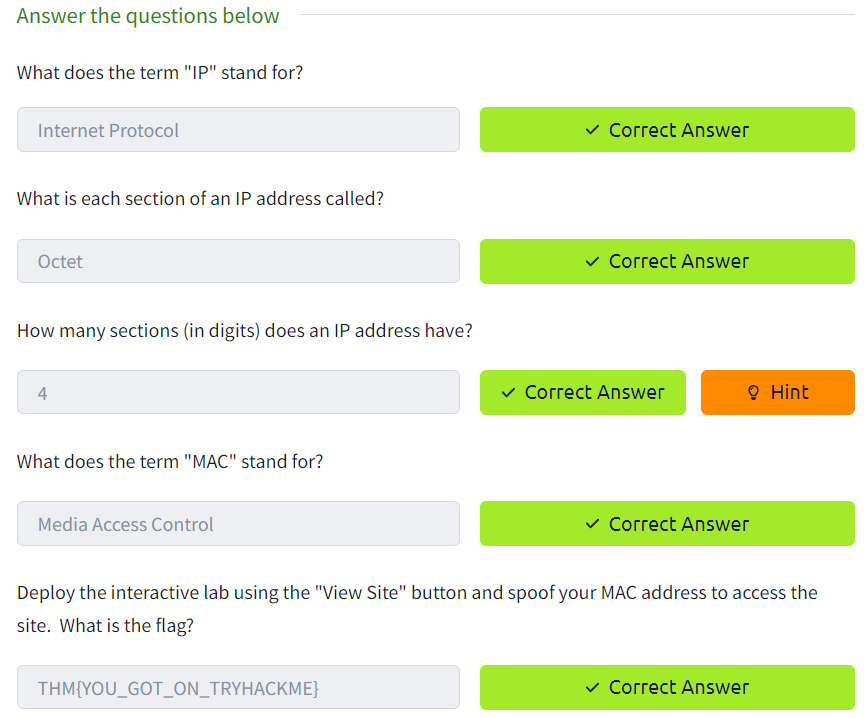 Answer the questions below
What does the term "IP" stand for?
Internet Protocol
Correct Answer
What is each section of an IP address called?
Octet
Correct Answer
How many sections (in digits) does an IP address have?
4
Correct Answer
Hint
What does the term "MAC" stand for?
Media Access Control
Correct Answer
Deploy the interactive lab using the "View Site" button and spoof your MAC address to access the
site.  What is the flag?
THM{YOU_GOT_ON_TRYHACKME}
Correct Answer